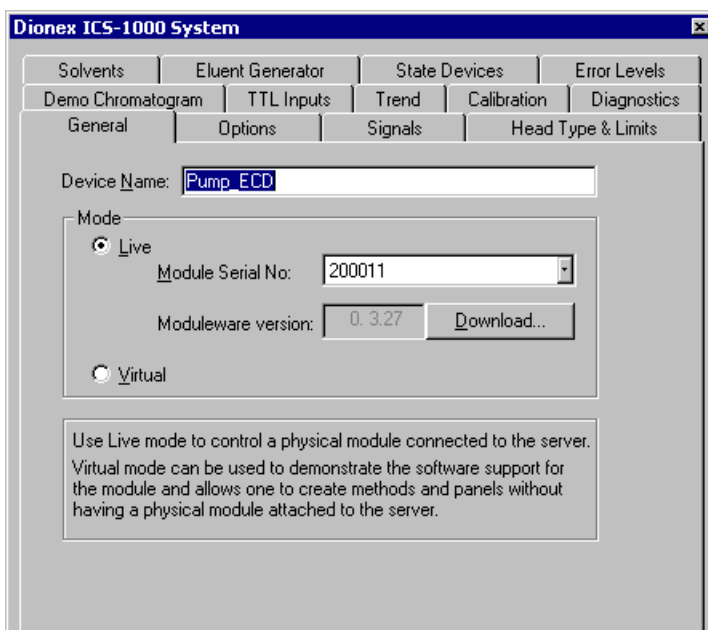 Dionex ICS-1000 System
Solvents Eluent Generator State Devices Error Levels
Demo Chromatogram TTL Inputs Trend Calibration Diagnostics
General Options Signals Head Type & Limits
Device Name: Pump_ECD
Mode
Live
Module Serial No: 200011
Moduleware version: 0. 3.27 Download...
Virtual
Use Live mode to control a physical module connected to the server.
Virtual mode can be used to demonstrate the software support for
the module and allows one to create methods and panels without
having a physical module attached to the server.